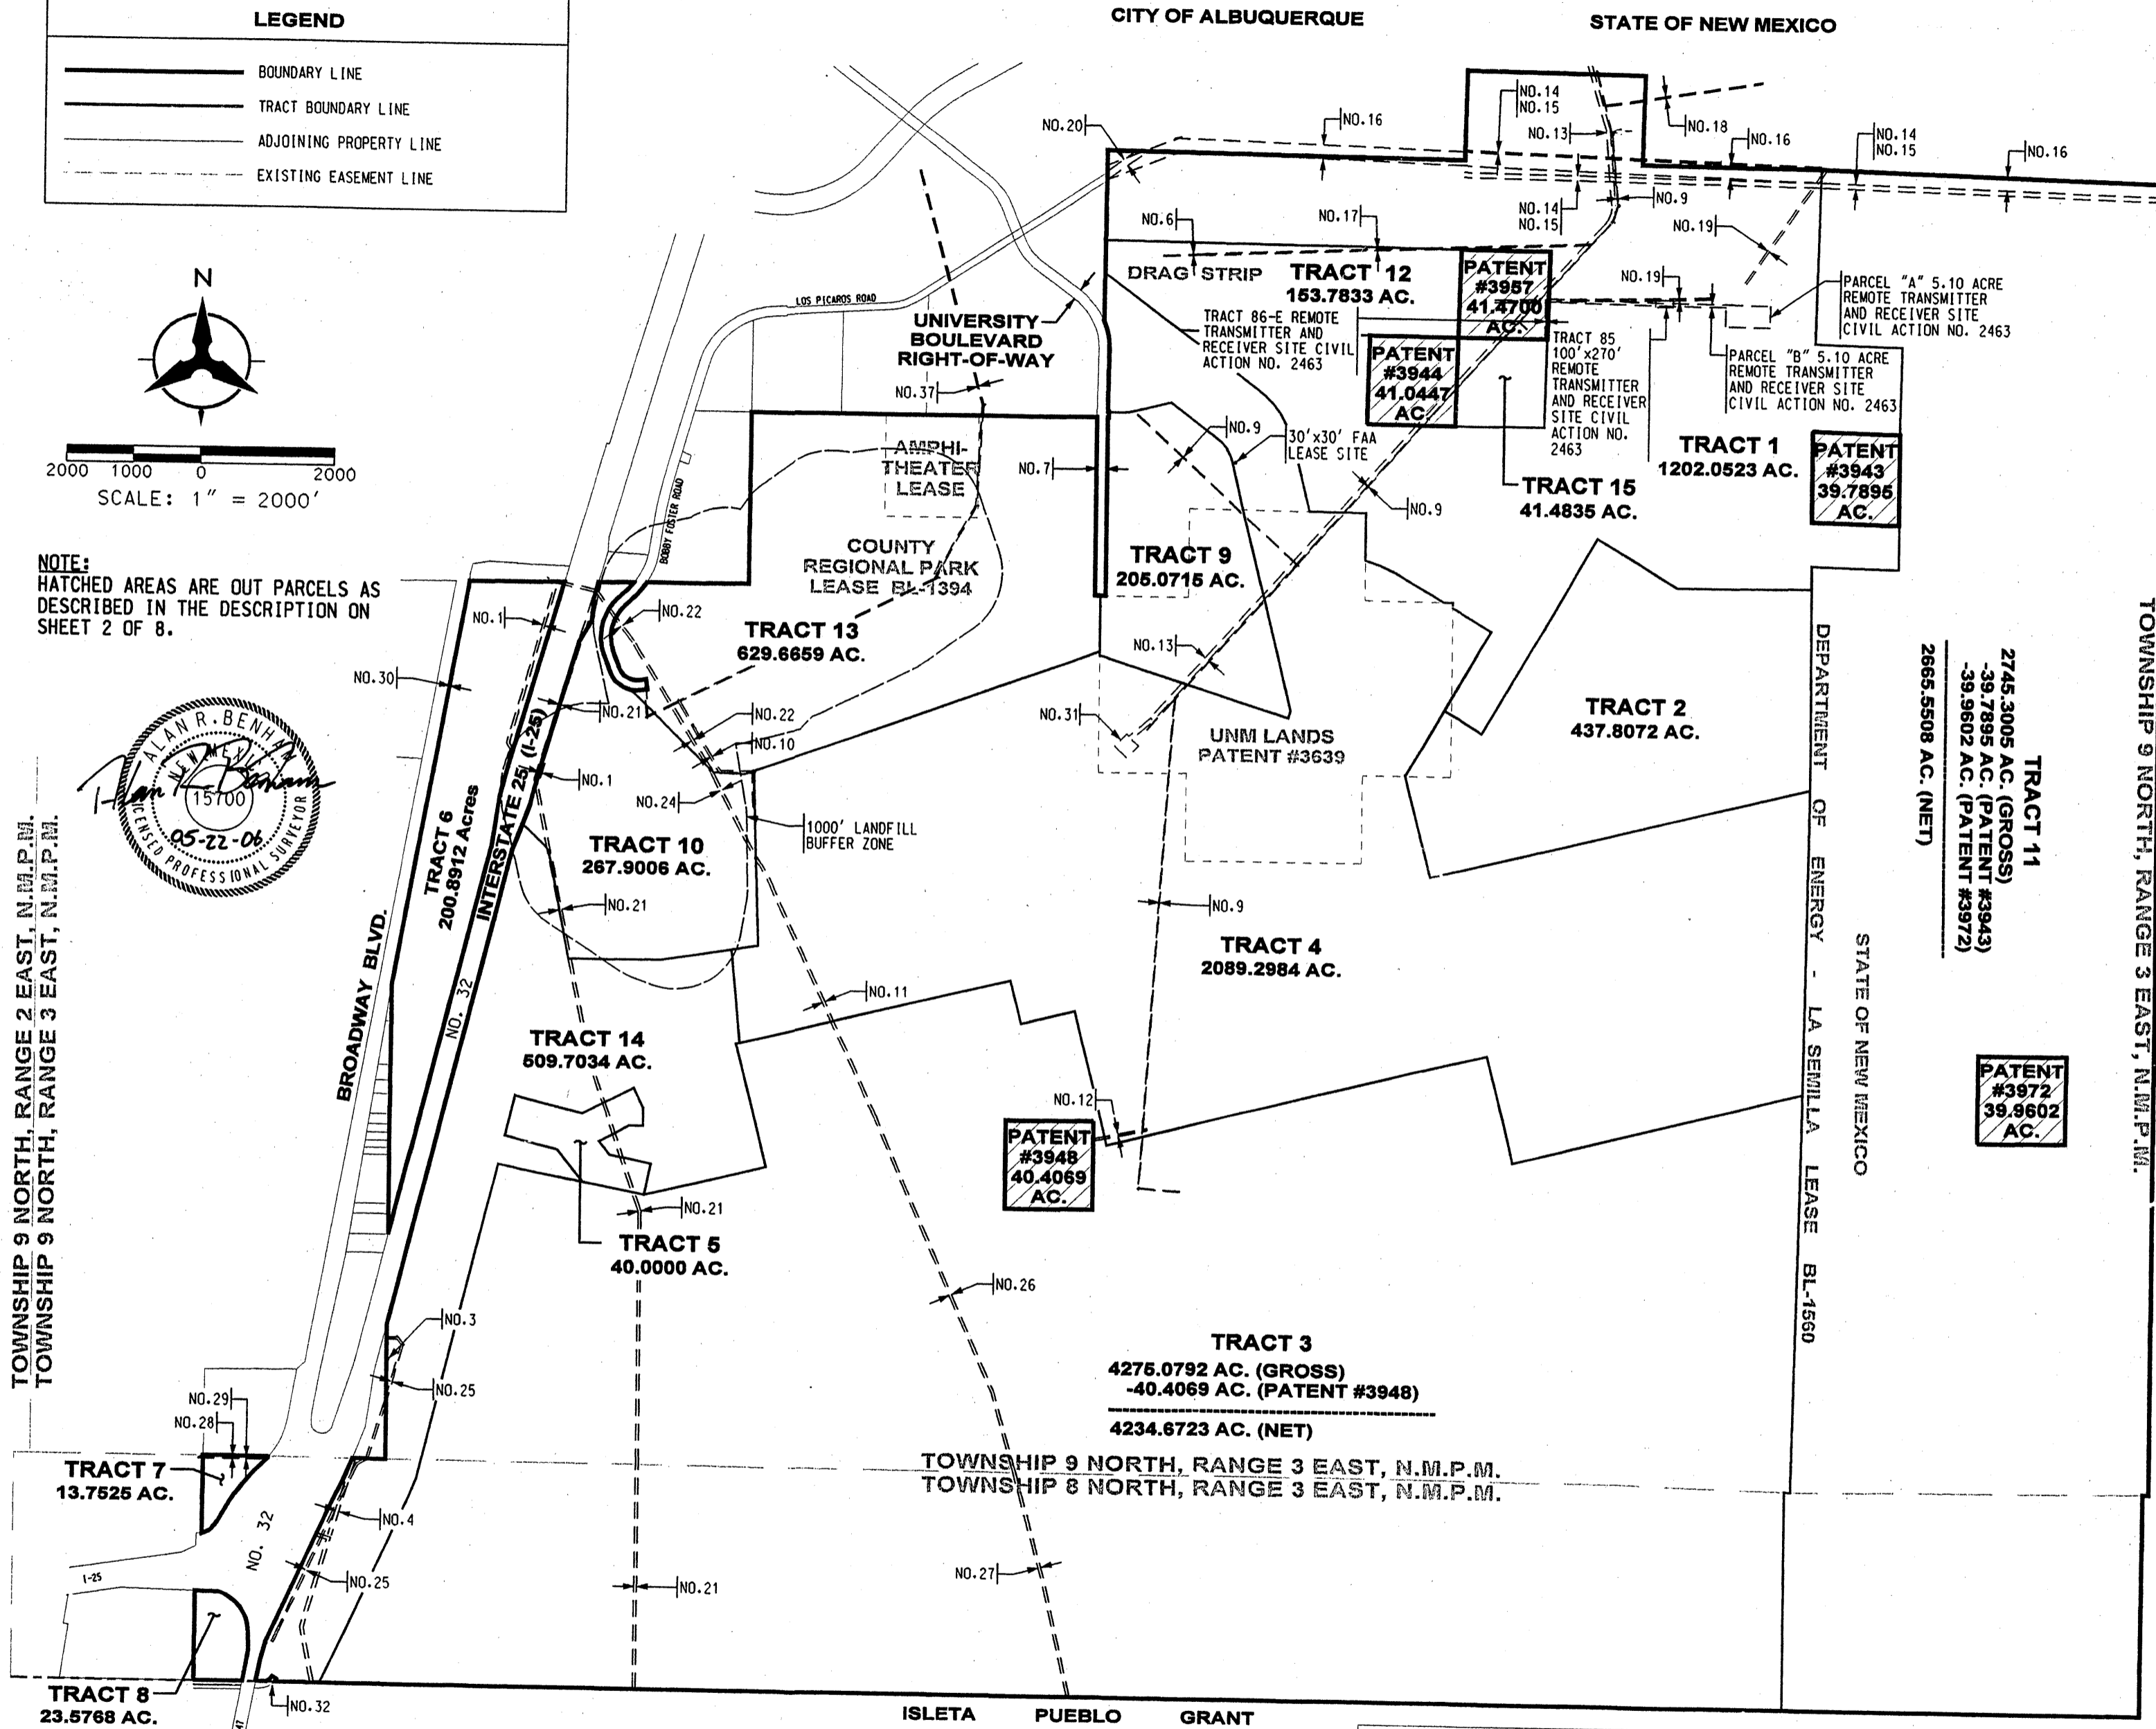 LEGEND
BOUNDARY LINE
TRACT BOUNDARY LINE
ADJOINING PROPERTY LINE
EXISTING EASEMENT LINE
CITY OF ALBUQUERQUE
STATE OF NEW MEXICO
N
2000 1000 0 2000
SCALE: 1" = 2000'
NOTE:
HATCHED AREAS ARE OUT PARCELS AS
DESCRIBED IN THE DESCRIPTION ON
SHEET 2 OF 8.
ALAN R. BENHAM
NEW MEXICO
15700
05-22-06
LICENSED PROFESSIONAL SURVEYOR
TOWNSHIP 9 NORTH, RANGE 2 EAST, N.M.P.M.
TOWNSHIP 9 NORTH, RANGE 3 EAST, N.M.P.M.
NO.20
NO.16
NO.14
NO.15
NO.13
NO.18
NO.16
NO.14
NO.15
NO.16
NO.6
NO.17
NO.14
NO.15
NO.9
NO.19
DRAG STRIP
TRACT 12
153.7833 AC.
PATENT
#3957
41.4700
AC.
NO.19
PARCEL "A" 5.10 ACRE
REMOTE TRANSMITTER
AND RECEIVER SITE
CIVIL ACTION NO. 2463
LOS PICAROS ROAD
UNIVERSITY
BOULEVARD
RIGHT-OF-WAY
NO.37
TRACT 86-E REMOTE
TRANSMITTER AND
RECEIVER SITE CIVIL
ACTION NO. 2463
PATENT
#3944
41.0447
AC.
TRACT 85
100'x270'
REMOTE
TRANSMITTER
AND RECEIVER
SITE CIVIL
ACTION NO.
2463
PARCEL "B" 5.10 ACRE
REMOTE TRANSMITTER
AND RECEIVER SITE
CIVIL ACTION NO. 2463
AMPHI-
THEATER
LEASE
NO.7
NO.9
30'x30' FAA
LEASE SITE
NO.9
TRACT 1
1202.0523 AC.
PATENT
#3943
39.7895
AC.
TRACT 15
41.4835 AC.
BOBBY FOSTER ROAD
COUNTY
REGIONAL PARK
LEASE BL-1394
TRACT 9
205.0715 AC.
NO.1
NO.22
TRACT 13
629.6659 AC.
NO.30
NO.13
NO.21
NO.22
NO.10
NO.31
UNM LANDS
PATENT #3639
TRACT 2
437.8072 AC.
NO.1
NO.24
1000' LANDFILL
BUFFER ZONE
TRACT 6
200.8912 Acres
INTERSTATE 25 (I-25)
TRACT 10
267.9006 AC.
NO.21
NO.9
TRACT 4
2089.2984 AC.
BROADWAY BLVD.
NO. 32
NO.11
TRACT 14
509.7034 AC.
NO.12
PATENT
#3948
40.4069
AC.
NO.21
TRACT 5
40.0000 AC.
NO.26
NO.3
NO.25
TRACT 3
4275.0792 AC. (GROSS)
-40.4069 AC. (PATENT #3948)
4234.6723 AC. (NET)
DEPARTMENT OF ENERGY - LA SEMILLA LEASE BL-1560
STATE OF NEW MEXICO
TRACT 11
2745.3005 AC. (GROSS)
-39.7895 AC. (PATENT #3943)
-39.9602 AC. (PATENT #3972)
2665.5508 AC. (NET)
PATENT
#3972
39.9602
AC.
TOWNSHIP 9 NORTH, RANGE 3 EAST, N.M.P.M.
NO.29
NO.28
TRACT 7
13.7525 AC.
TOWNSHIP 9 NORTH, RANGE 3 EAST, N.M.P.M.
TOWNSHIP 8 NORTH, RANGE 3 EAST, N.M.P.M.
NO. 32
NO.4
I-25
NO.25
NO.21
NO.27
TRACT 8
23.5768 AC.
NO.32
ISLETA PUEBLO GRANT